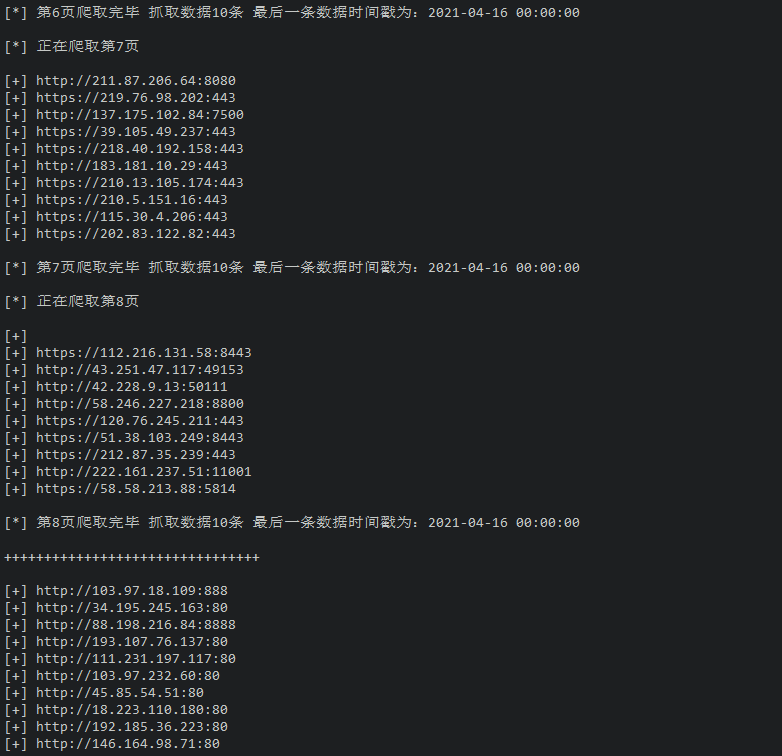 [*] 第6页爬取完毕 抓取数据10条 最后一条数据时间戳为：2021-04-16 00:00:00
[*] 正在爬取第7页
[+] http://211.87.206.64:8080
[+] https://219.76.98.202:443
[+] http://137.175.102.84:7500
[+] https://39.105.49.237:443
[+] https://218.40.192.158:443
[+] http://183.181.10.29:443
[+] https://210.13.105.174:443
[+] https://210.5.151.16:443
[+] https://115.30.4.206:443
[+] https://202.83.122.82:443
[*] 第7页爬取完毕 抓取数据10条 最后一条数据时间戳为：2021-04-16 00:00:00
[*] 正在爬取第8页
[+]
[+] https://112.216.131.58:8443
[+] http://43.251.47.117:49153
[+] http://42.228.9.13:50111
[+] http://58.246.227.218:8800
[+] https://120.76.245.211:443
[+] https://51.38.103.249:8443
[+] https://212.87.35.239:443
[+] http://222.161.237.51:11001
[+] https://58.58.213.88:5814
[*] 第8页爬取完毕 抓取数据10条 最后一条数据时间戳为：2021-04-16 00:00:00
++++++++++++++++++++++++++++++++
[+] http://103.97.18.109:888
[+] http://34.195.245.163:80
[+] http://88.198.216.84:8888
[+] http://193.107.76.137:80
[+] http://111.231.197.117:80
[+] http://103.97.232.60:80
[+] http://45.85.54.51:80
[+] http://18.223.110.180:80
[+] http://192.185.36.223:80
[+] http://146.164.98.71:80